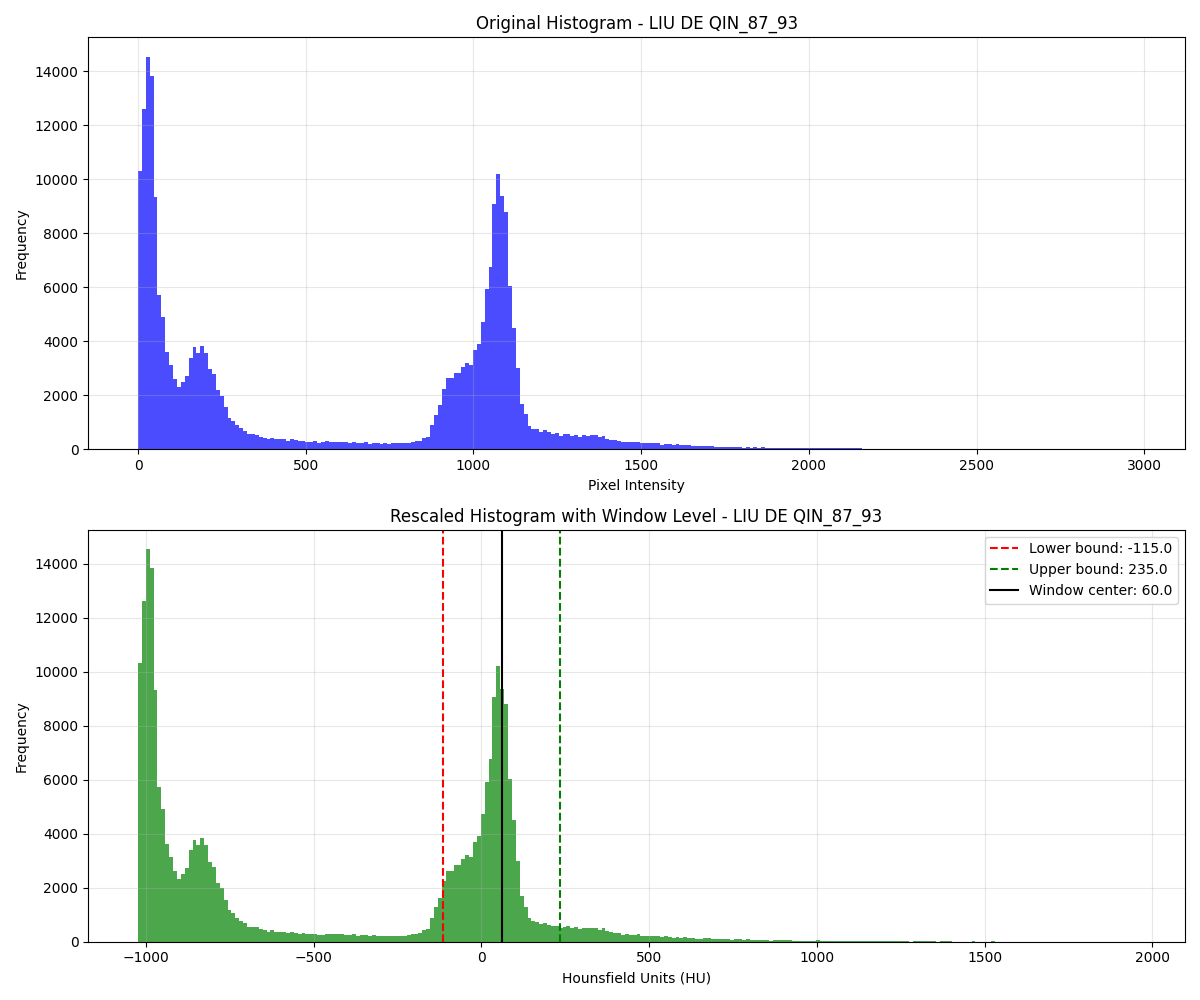 Original Histogram - LIU DE QIN_87_93
14000
12000
10000
8000
6000
4000
2000
0
Frequency
0 500 1000 1500 2000 2500 3000
Pixel Intensity
Rescaled Histogram with Window Level - LIU DE QIN_87_93
Lower bound: -115.0
Upper bound: 235.0
Window center: 60.0
14000
12000
10000
8000
6000
4000
2000
0
Frequency
−1000 −500 0 500 1000 1500 2000
Hounsfield Units (HU)